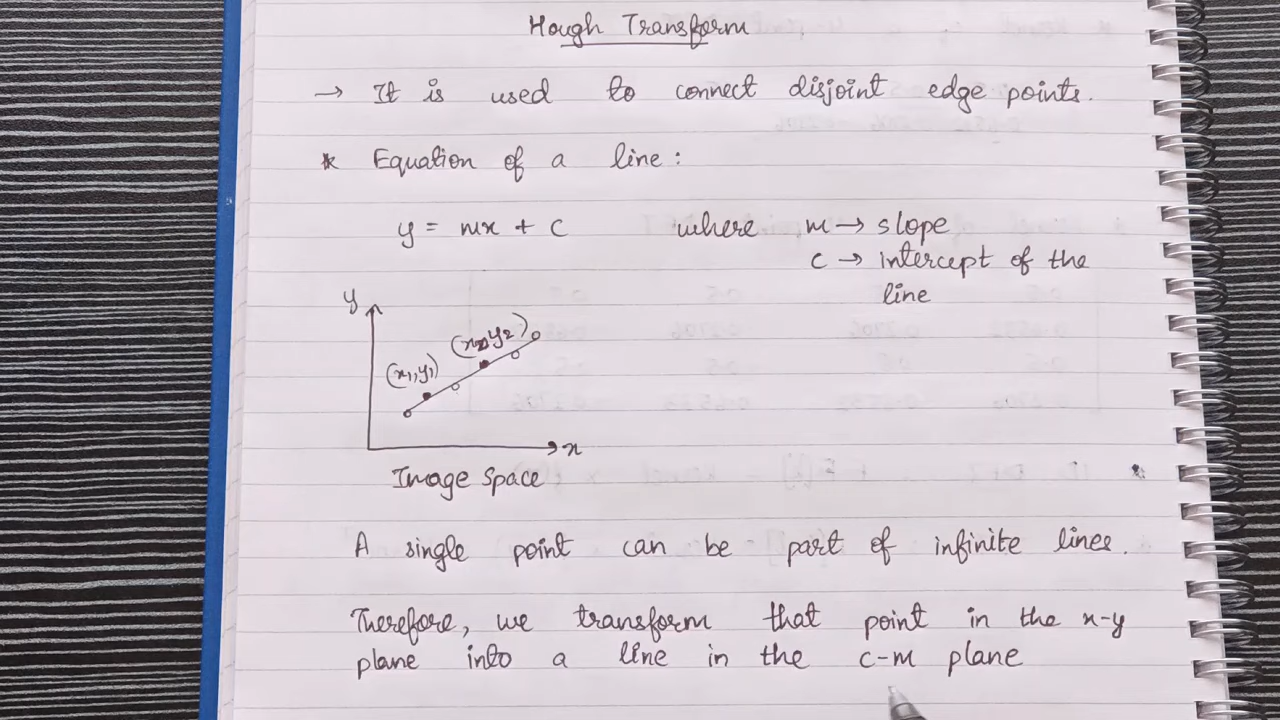 Hough Transform
→ It is used to connect disjoint edge points.
* Equation of a line:
y = mx + c where m → slope
c → intercept of the
line
y
(x₁, y₁) (x₂, y₂)
x
Image Space
A single point can be part of infinite lines.
Therefore, we transform that point in the x-y
plane into a line in the c-m plane